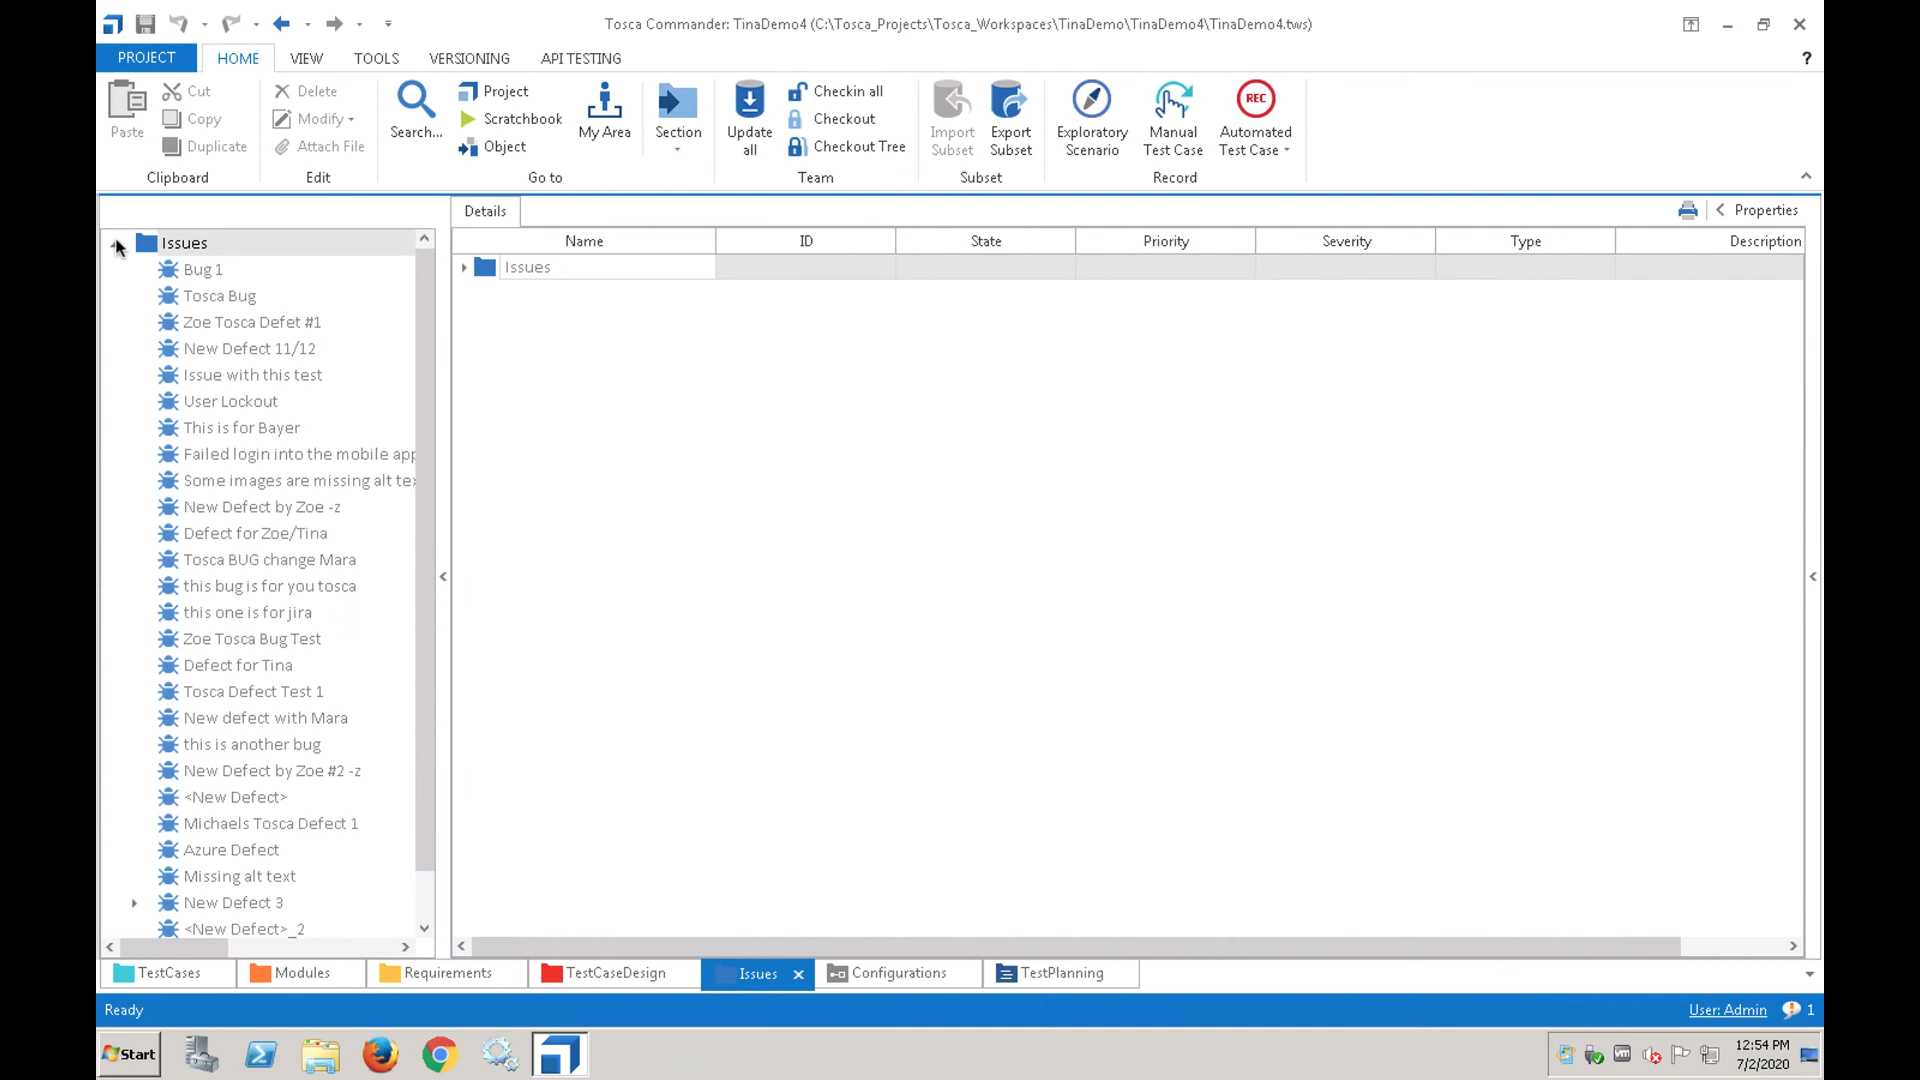 Tosca Commander: TinaDemo4 (C:\Tosca_Projects\Tosca_Workspaces\TinaDemo\TinaDemo4\TinaDemo4.tws)
PROJECT HOME VIEW TOOLS VERSIONING API TESTING ?
Paste
Cut
Copy
Duplicate
Clipboard
Delete
Modify
Attach File
Edit
Search...
Project
Scratchbook
Object
My Area
Section
Go to
Update all
Checkin all
Checkout
Checkout Tree
Team
Import Subset
Export Subset
Subset
Exploratory Scenario
Manual Test Case
REC
Automated Test Case
Record
Details
Properties
Name ID State Priority Severity Type Description
Issues
Issues
Bug 1
Tosca Bug
Zoe Tosca Defet #1
New Defect 11/12
Issue with this test
User Lockout
This is for Bayer
Failed login into the mobile app
Some images are missing alt tex
New Defect by Zoe -z
Defect for Zoe/Tina
Tosca BUG change Mara
this bug is for you tosca
this one is for jira
Zoe Tosca Bug Test
Defect for Tina
Tosca Defect Test 1
New defect with Mara
this is another bug
New Defect by Zoe #2 -z
<New Defect>
Michaels Tosca Defect 1
Azure Defect
Missing alt text
New Defect 3
<New Defect>_2
TestCases Modules Requirements TestCaseDesign Issues Configurations TestPlanning
Ready
User: Admin 1
Start
vm
12:54 PM
7/2/2020